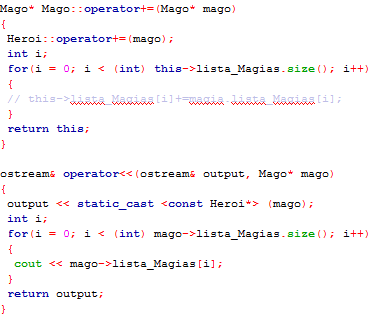 Mago* Mago::operator+=(Mago* mago)
{
Heroi::operator+=(mago);
int i;
for(i = 0; i < (int) this->lista_Magias.size(); i++)
{
// this->lista_Magias[i]+=magia.lista_Magias[i];
}
return this;
}
ostream& operator<<(ostream& output, Mago* mago)
{
output << static_cast <const Heroi*> (mago);
int i;
for(i = 0; i < (int) mago->lista_Magias.size(); i++)
{
cout << mago->lista_Magias[i];
}
return output;
}